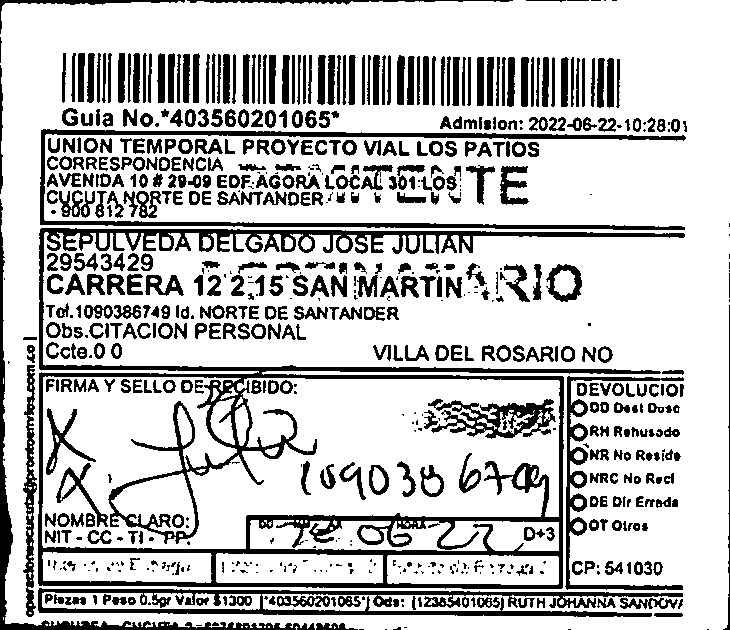 Guia No.*403560201065*
Admision: 2022-06-22-10:28:01
UNION TEMPORAL PROYECTO VIAL LOS PATIOS
CORRESPONDENCIA
AVENIDA 10 # 29-09 EDF.AGORA LOCAL 301 LOS
CUCUTA NORTE DE SANTANDER
- 900 812 782
SEPULVEDA DELGADO JOSE JULIAN
29543429
CARRERA 12 2 15 SAN MARTIN
Tel.1090386749 Id. NORTE DE SANTANDER
Obs.CITACION PERSONAL
Ccte.0 0
VILLA DEL ROSARIO NO
FIRMA Y SELLO DE RECIBIDO:
1090386749
NOMBRE CLARO:
NIT - CC - TI - PP.
06 22
D+3
DEVOLUCIO
DD Dest Desc
RH Rehusado
NR No Reside
NRC No Recl
DE Dir Errada
OT Otros
CP: 541030
Piezas 1 Peso 0.5gr Valor $1300 (*403560201065*) Ods: (12385401065) RUTH JOHANNA SANDOV
operacionescucuta@prontoenvios.com.co